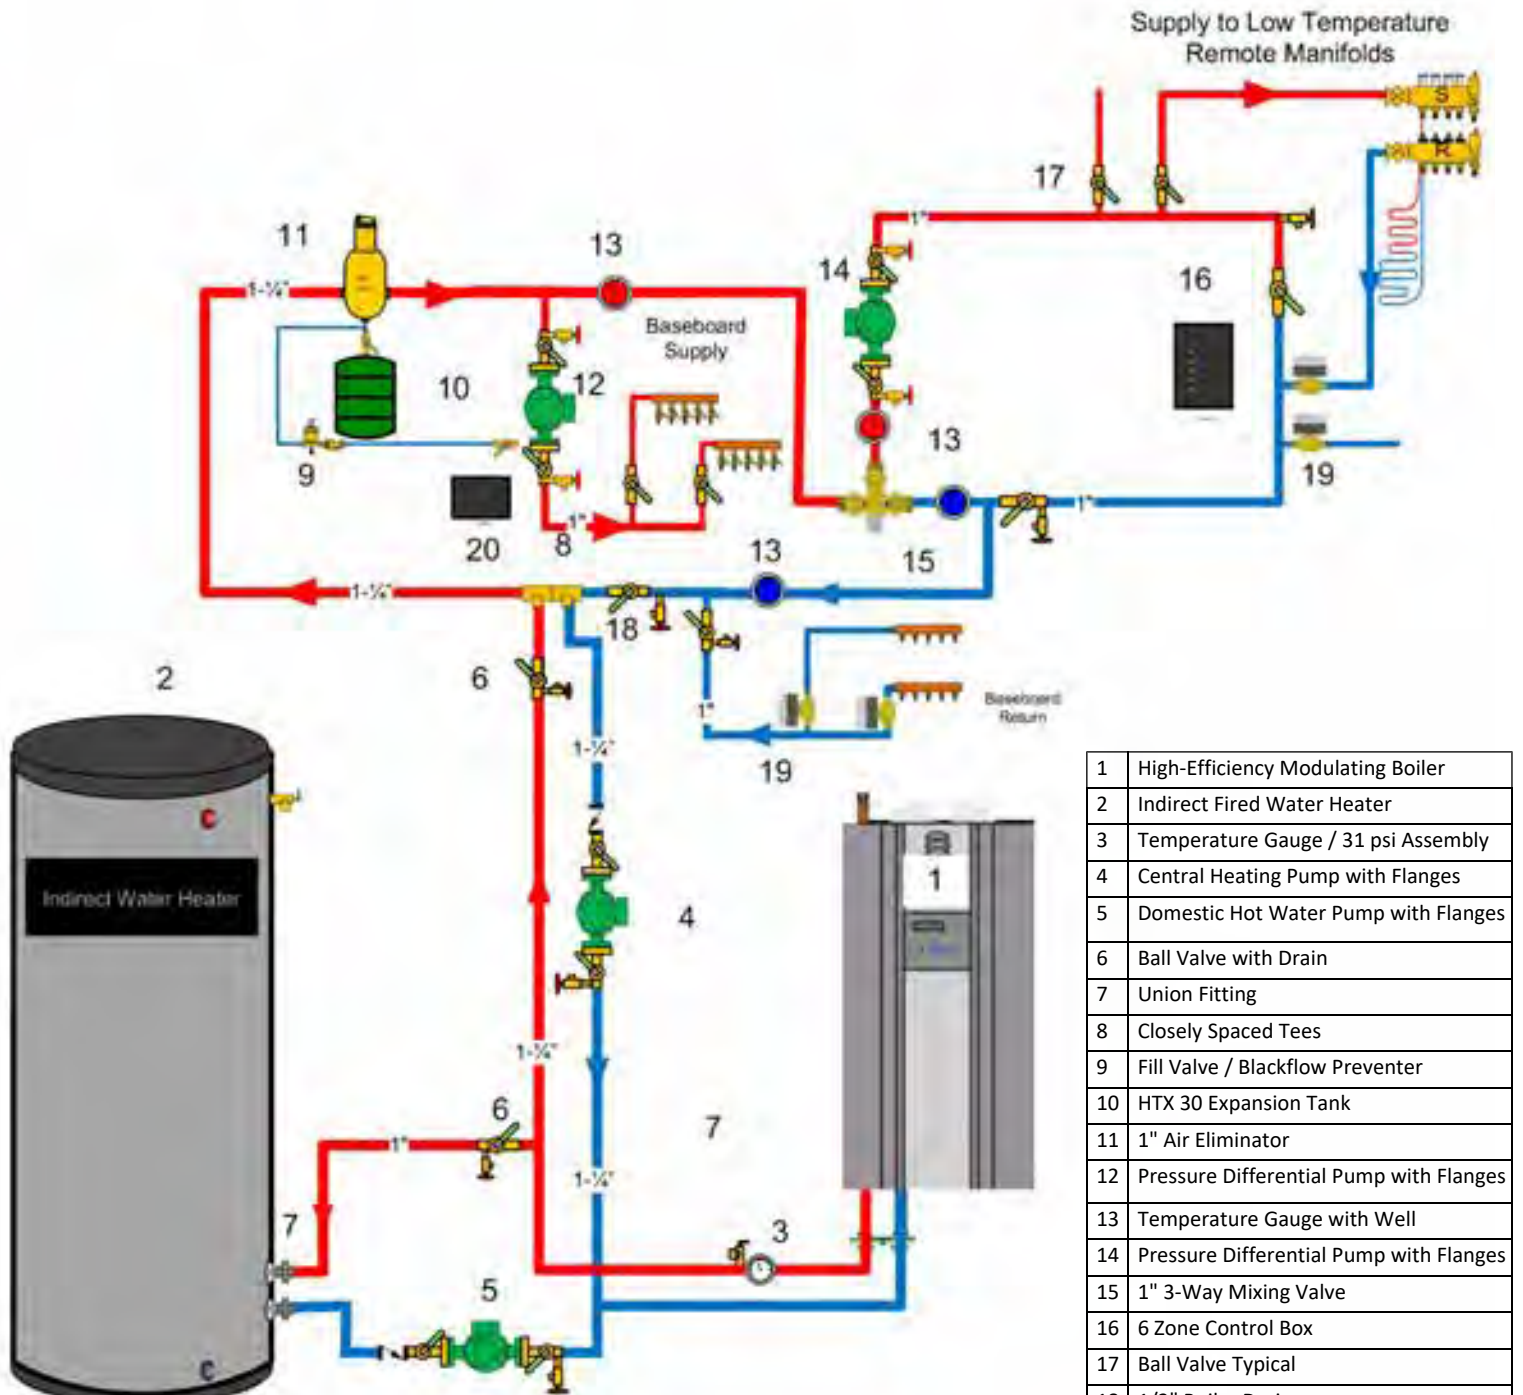 Supply to Low Temperature
Remote Manifolds
S
R
17
1"
11
13
14
16
1-¼"
Baseboard
Supply
10
12
13
9
19
1"
20
1"
8
13
15
1-¼"
18
2
6
1"
Baseboard
Return
1-¼"
19
C
Indirect Water Heater
1
4
1-¼"
6
7
1"
1-¼"
7
3
5
C
1 High-Efficiency Modulating Boiler
2 Indirect Fired Water Heater
3 Temperature Gauge / 31 psi Assembly
4 Central Heating Pump with Flanges
5 Domestic Hot Water Pump with Flanges
6 Ball Valve with Drain
7 Union Fitting
8 Closely Spaced Tees
9 Fill Valve / Blackflow Preventer
10 HTX 30 Expansion Tank
11 1" Air Eliminator
12 Pressure Differential Pump with Flanges
13 Temperature Gauge with Well
14 Pressure Differential Pump with Flanges
15 1" 3-Way Mixing Valve
16 6 Zone Control Box
17 Ball Valve Typical